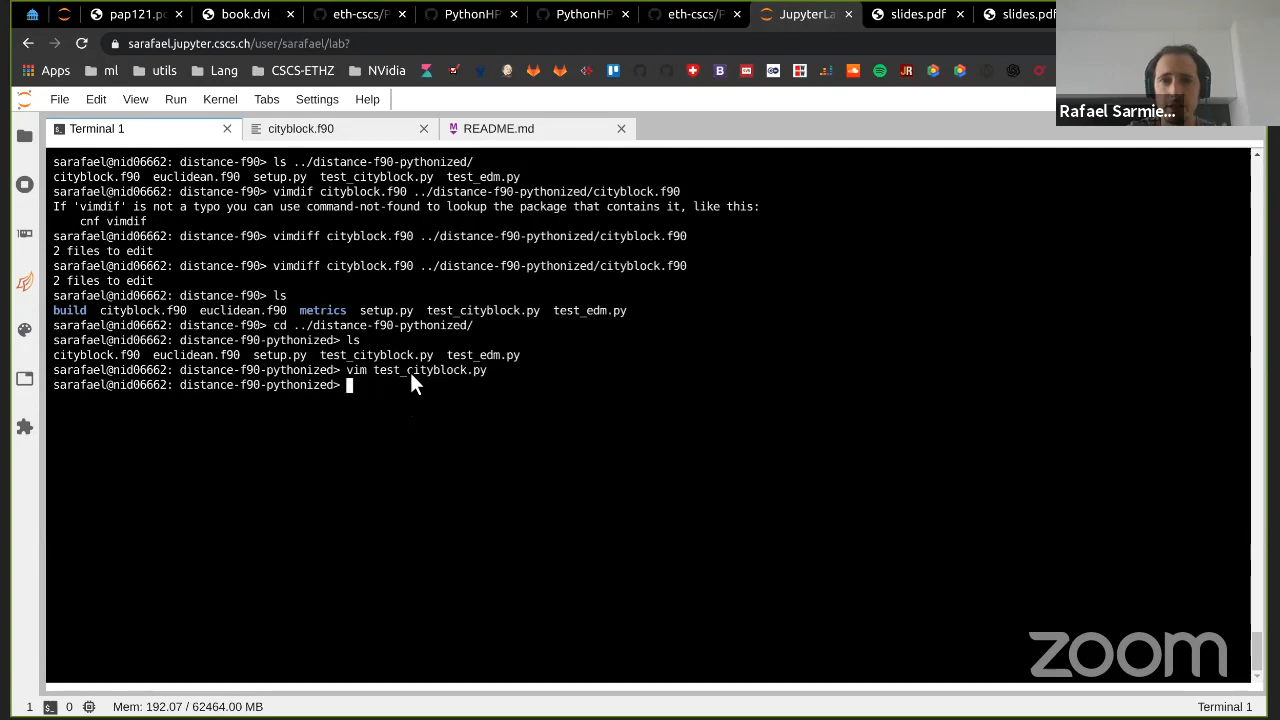 pap121.pd
book.dvi
eth-cscs/P
PythonHP
PythonHP
eth-cscs/P
JupyterLa
slides.pdf
slides.pdf
sarafael.jupyter.cscs.ch/user/sarafael/lab?
Apps ml utils Lang CSCS-ETHZ NVidia
File Edit View Run Kernel Tabs Settings Help
Rafael Sarmie...
Terminal 1
cityblock.f90
README.md
sarafael@nid06662: distance-f90> ls ../distance-f90-pythonized/
cityblock.f90 euclidean.f90 setup.py test_cityblock.py test_edm.py
sarafael@nid06662: distance-f90> vimdif cityblock.f90 ../distance-f90-pythonized/cityblock.f90
If 'vimdif' is not a typo you can use command-not-found to lookup the package that contains it, like this:
cnf vimdif
sarafael@nid06662: distance-f90> vimdiff cityblock.f90 ../distance-f90-pythonized/cityblock.f90
2 files to edit
sarafael@nid06662: distance-f90> vimdiff cityblock.f90 ../distance-f90-pythonized/cityblock.f90
2 files to edit
sarafael@nid06662: distance-f90> ls
build cityblock.f90 euclidean.f90 metrics setup.py test_cityblock.py test_edm.py
sarafael@nid06662: distance-f90> cd ../distance-f90-pythonized/
sarafael@nid06662: distance-f90-pythonized> ls
cityblock.f90 euclidean.f90 setup.py test_cityblock.py test_edm.py
sarafael@nid06662: distance-f90-pythonized> vim test_cityblock.py
sarafael@nid06662: distance-f90-pythonized>
zoom
1 0 Mem: 192.07 / 62464.00 MB
Terminal 1